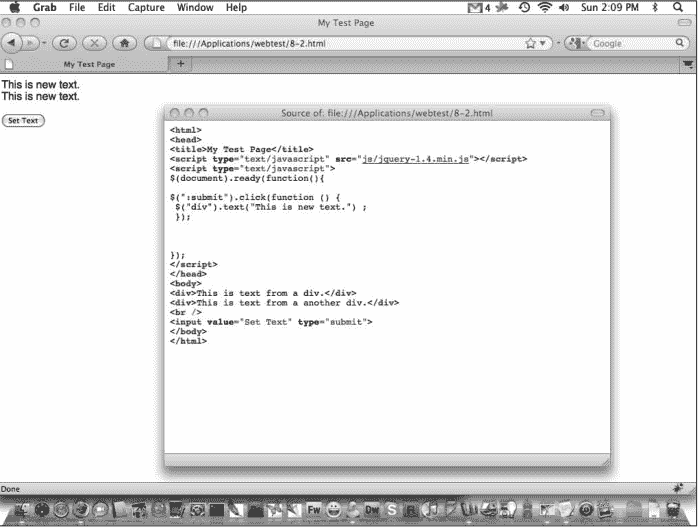 Grab File Edit Capture Window Help 4 Sun 2:09 PM
My Test Page
file:///Applications/webtest/8-2.html Google
My Test Page +
This is new text.
This is new text.
Set Text
Source of: file:///Applications/webtest/8-2.html
<html>
<head>
<title>My Test Page</title>
<script type="text/javascript" src="js/jquery-1.4.min.js"></script>
<script type="text/javascript">
$(document).ready(function(){
$(":submit").click(function () {
$("div").text("This is new text.") ;
});
});
</script>
</head>
<body>
<div>This is text from a div.</div>
<div>This is text from a another div.</div>
<br />
<input value="Set Text" type="submit">
</body>
</html>
Done
Fw Dw S R